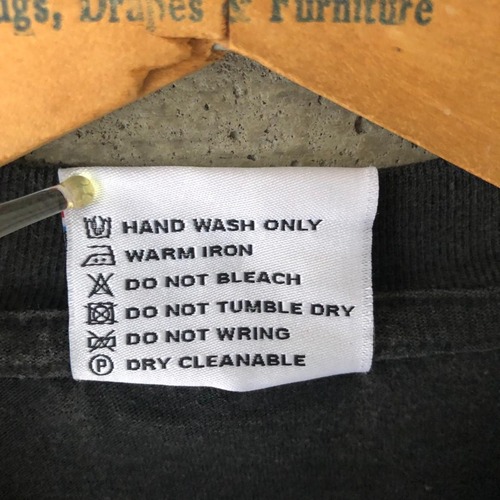 ugs, Drapes & Furniture
HAND WASH ONLY
WARM IRON
DO NOT BLEACH
DO NOT TUMBLE DRY
DO NOT WRING
P DRY CLEANABLE